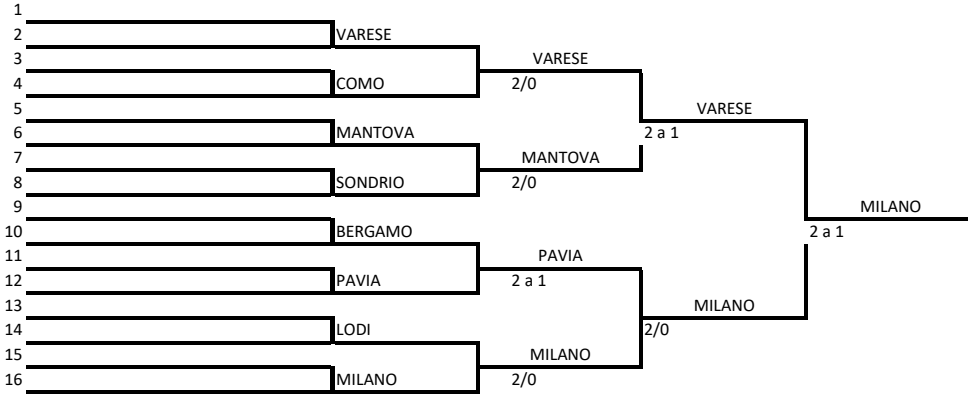 1
2 VARESE
3 VARESE
4 COMO 2/0
5 VARESE
6 MANTOVA 2 a 1
7 MANTOVA
8 SONDRIO 2/0
9 MILANO
10 BERGAMO 2 a 1
11 PAVIA
12 PAVIA 2 a 1
13 MILANO
14 LODI 2/0
15 MILANO
16 MILANO 2/0